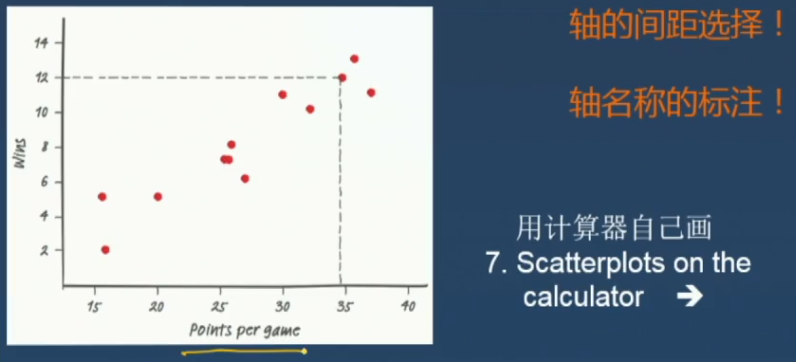 轴的间距选择！
轴名称的标注！
14
12
10
8
6
4
2
Wins
15 20 25 30 35 40
Points per game
用计算器自己画
7. Scatterplots on the
calculator ➔